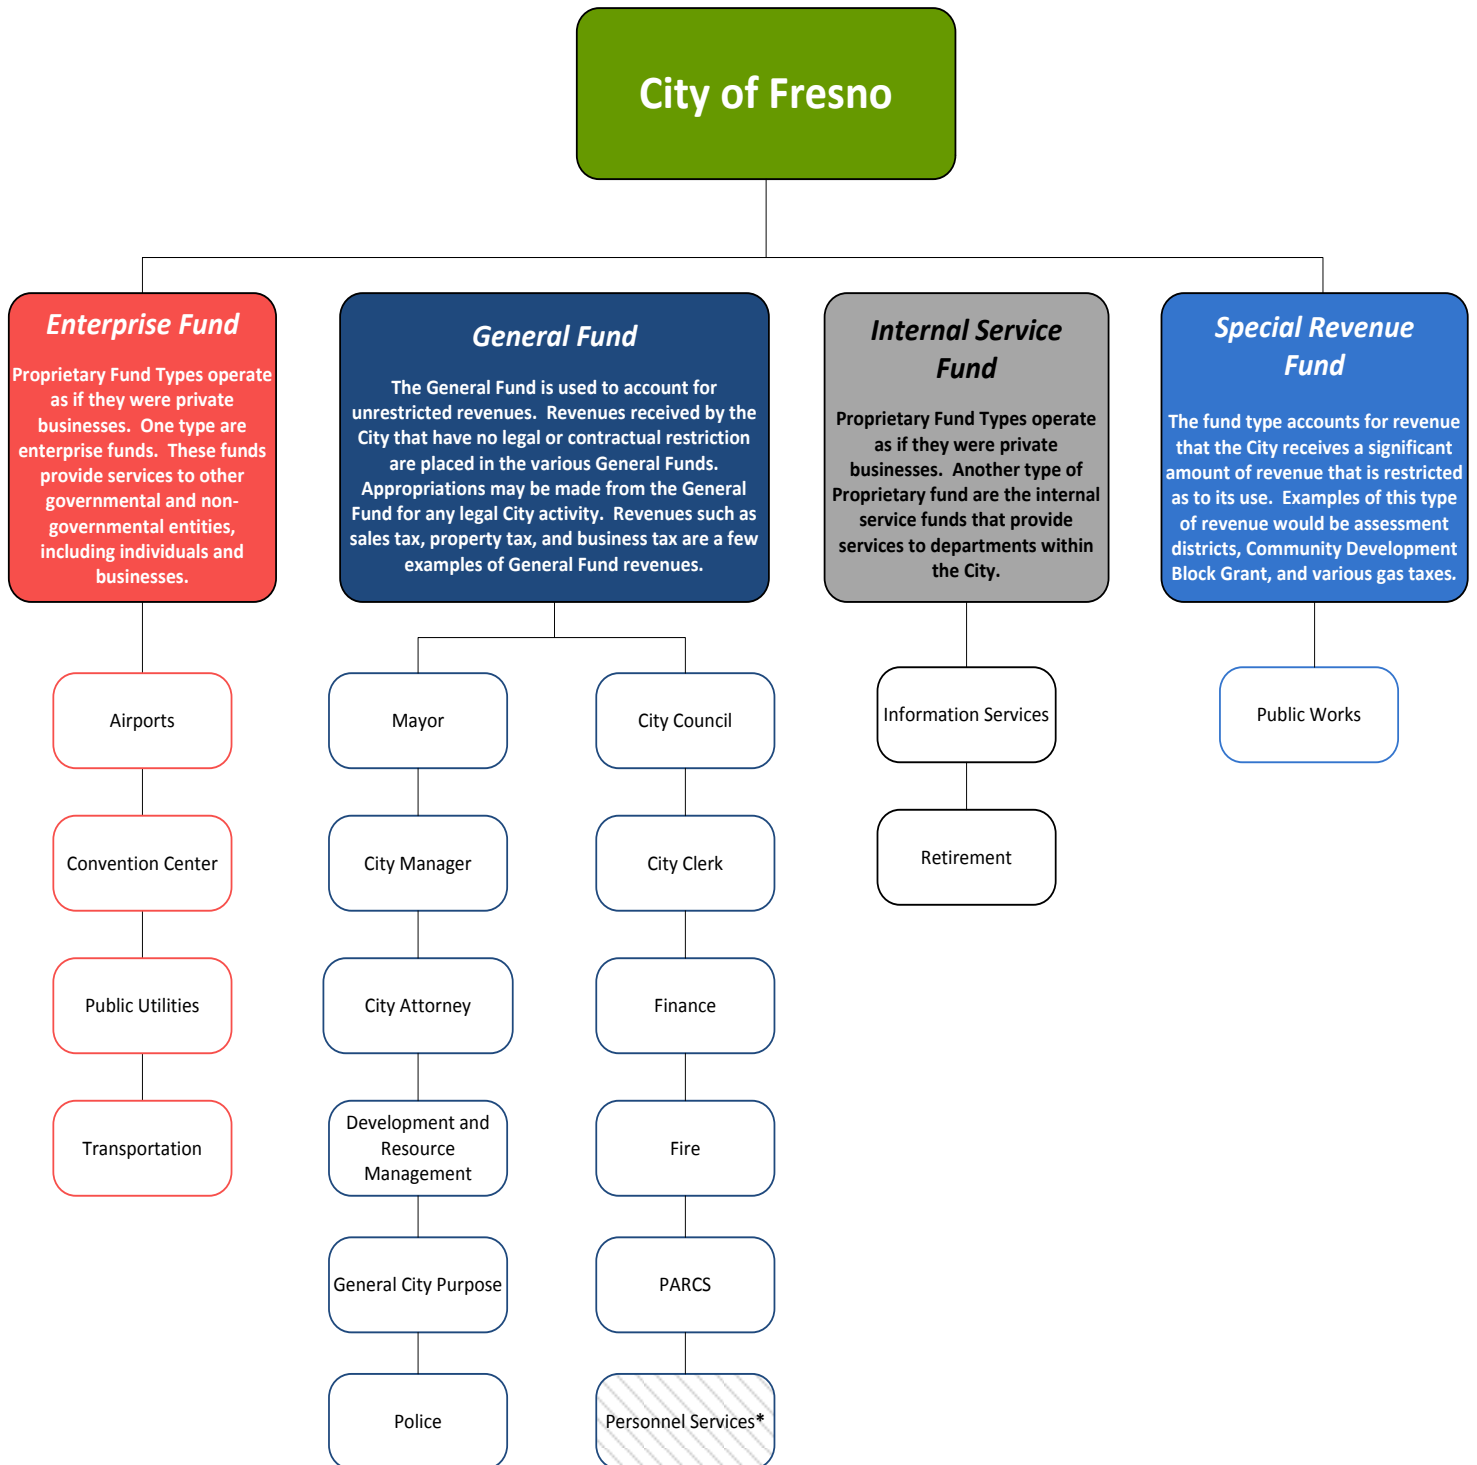 City of Fresno
Enterprise Fund
Proprietary Fund Types operate
as if they were private
businesses. One type are
enterprise funds. These funds
provide services to other
governmental and non-
governmental entities,
including individuals and
businesses.
General Fund
The General Fund is used to account for
unrestricted revenues. Revenues received by the
City that have no legal or contractual restriction
are placed in the various General Funds.
Appropriations may be made from the General
Fund for any legal City activity. Revenues such as
sales tax, property tax, and business tax are a few
examples of General Fund revenues.
Internal Service
Fund
Proprietary Fund Types operate
as if they were private
businesses. Another type of
Proprietary fund are the internal
service funds that provide
services to departments within
the City.
Special Revenue
Fund
The fund type accounts for revenue
that the City receives a significant
amount of revenue that is restricted
as to its use. Examples of this type
of revenue would be assessment
districts, Community Development
Block Grant, and various gas taxes.
Airports
Convention Center
Public Utilities
Transportation
Mayor
City Manager
City Attorney
Development and
Resource
Management
General City Purpose
Police
City Council
City Clerk
Finance
Fire
PARCS
Personnel Services*
Information Services
Retirement
Public Works